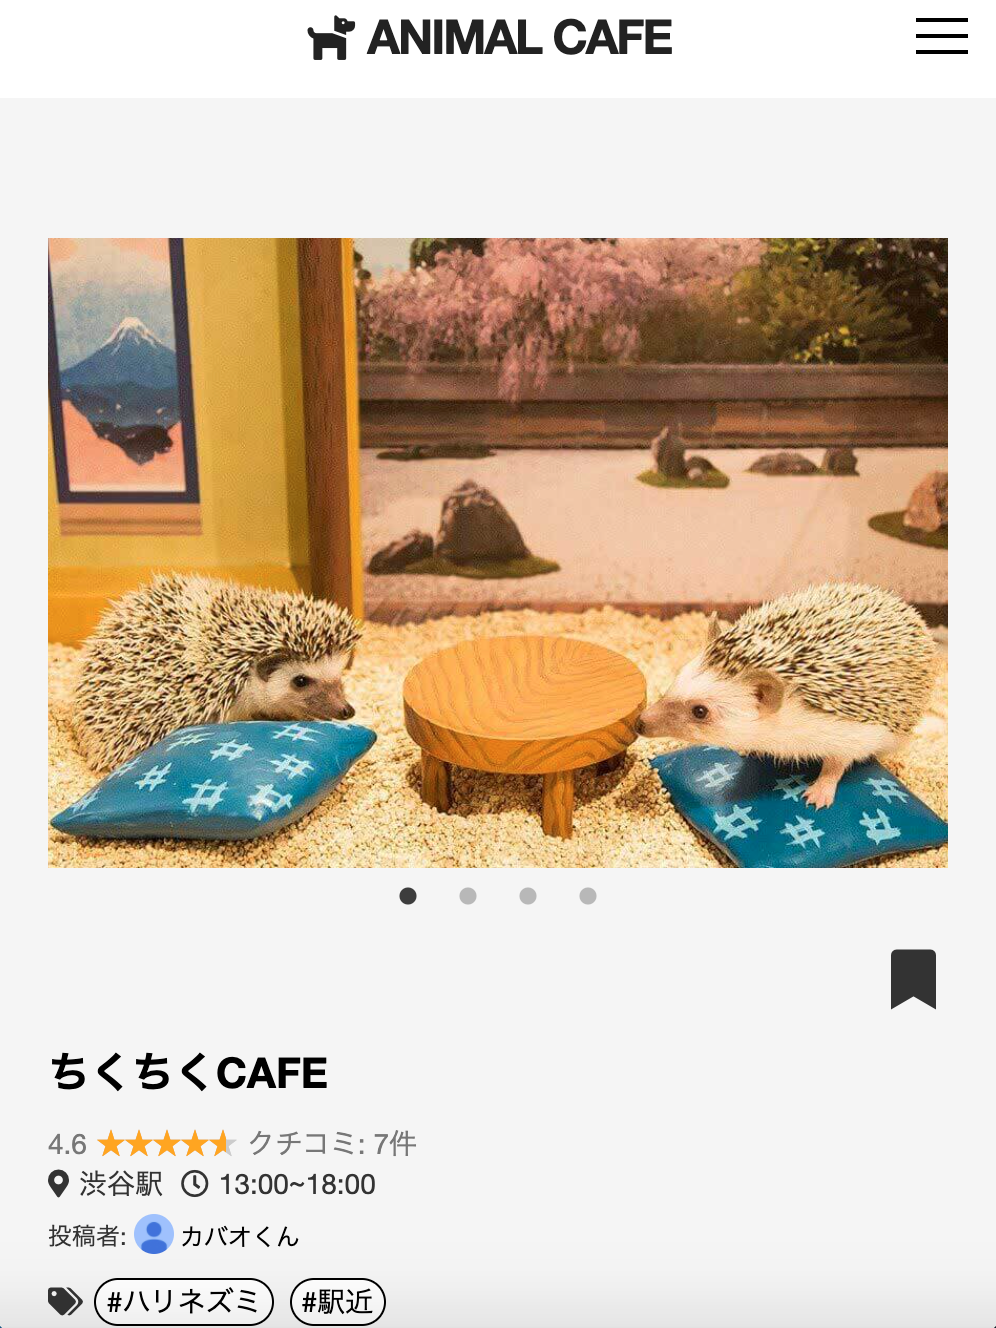 ANIMAL CAFE
ちくちくCAFE
4.6 クチコミ: 7件
渋谷駅 13:00~18:00
投稿者: カバオくん
#ハリネズミ #駅近